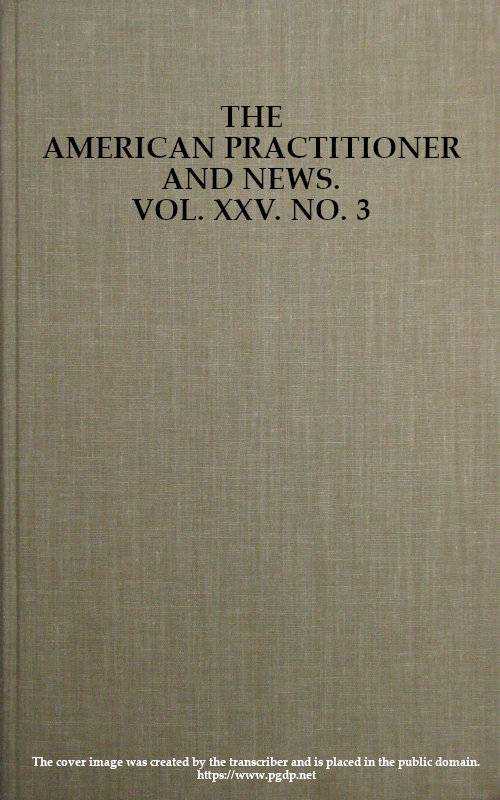 THE
AMERICAN PRACTITIONER
AND NEWS.
VOL. XXV. NO. 3
The cover image was created by the transcriber and is placed in the public domain.
https://www.pgdp.net